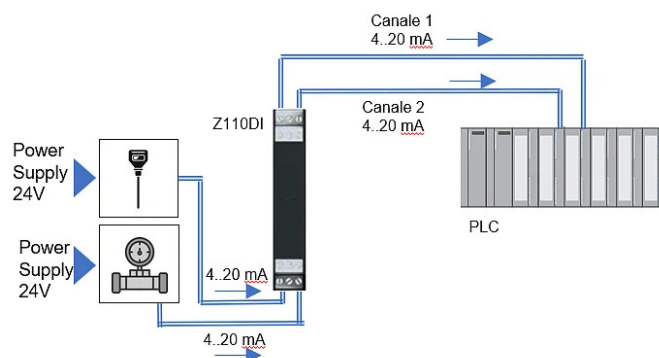 Canale 1
4..20 mA
Z110DI
Canale 2
4..20 mA
Power
Supply
24V
PLC
Power
Supply
24V
4..20 mA
4..20 mA